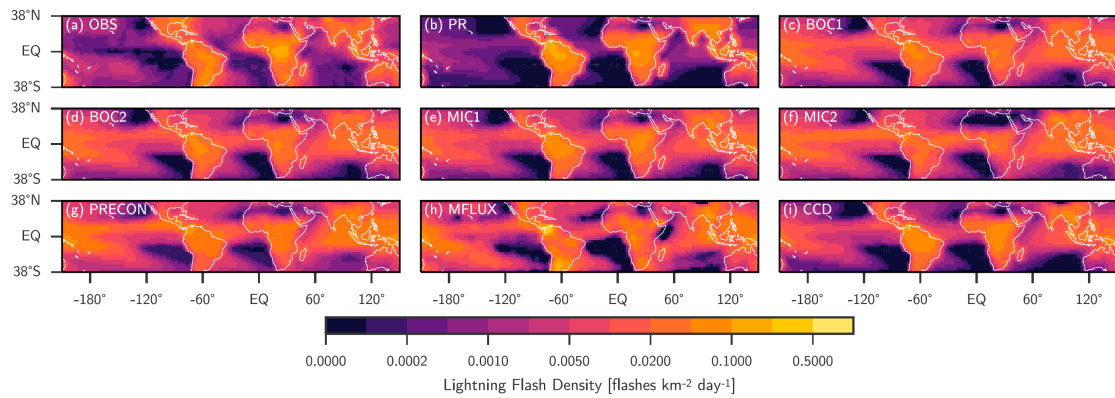 38°N (a) OBS (b) PR (c) BOC1
EQ
38°S
38°N (d) BOC2 (e) MIC1 (f) MIC2
EQ
38°S
38°N (g) PRECON (h) MFLUX (i) CCD
EQ
38°S
-180° -120° -60° EQ 60° 120° -180° -120° -60° EQ 60° 120° -180° -120° -60° EQ 60° 120°
0.0000 0.0002 0.0010 0.0050 0.0200 0.1000 0.5000
Lightning Flash Density [flashes km⁻² day⁻¹]